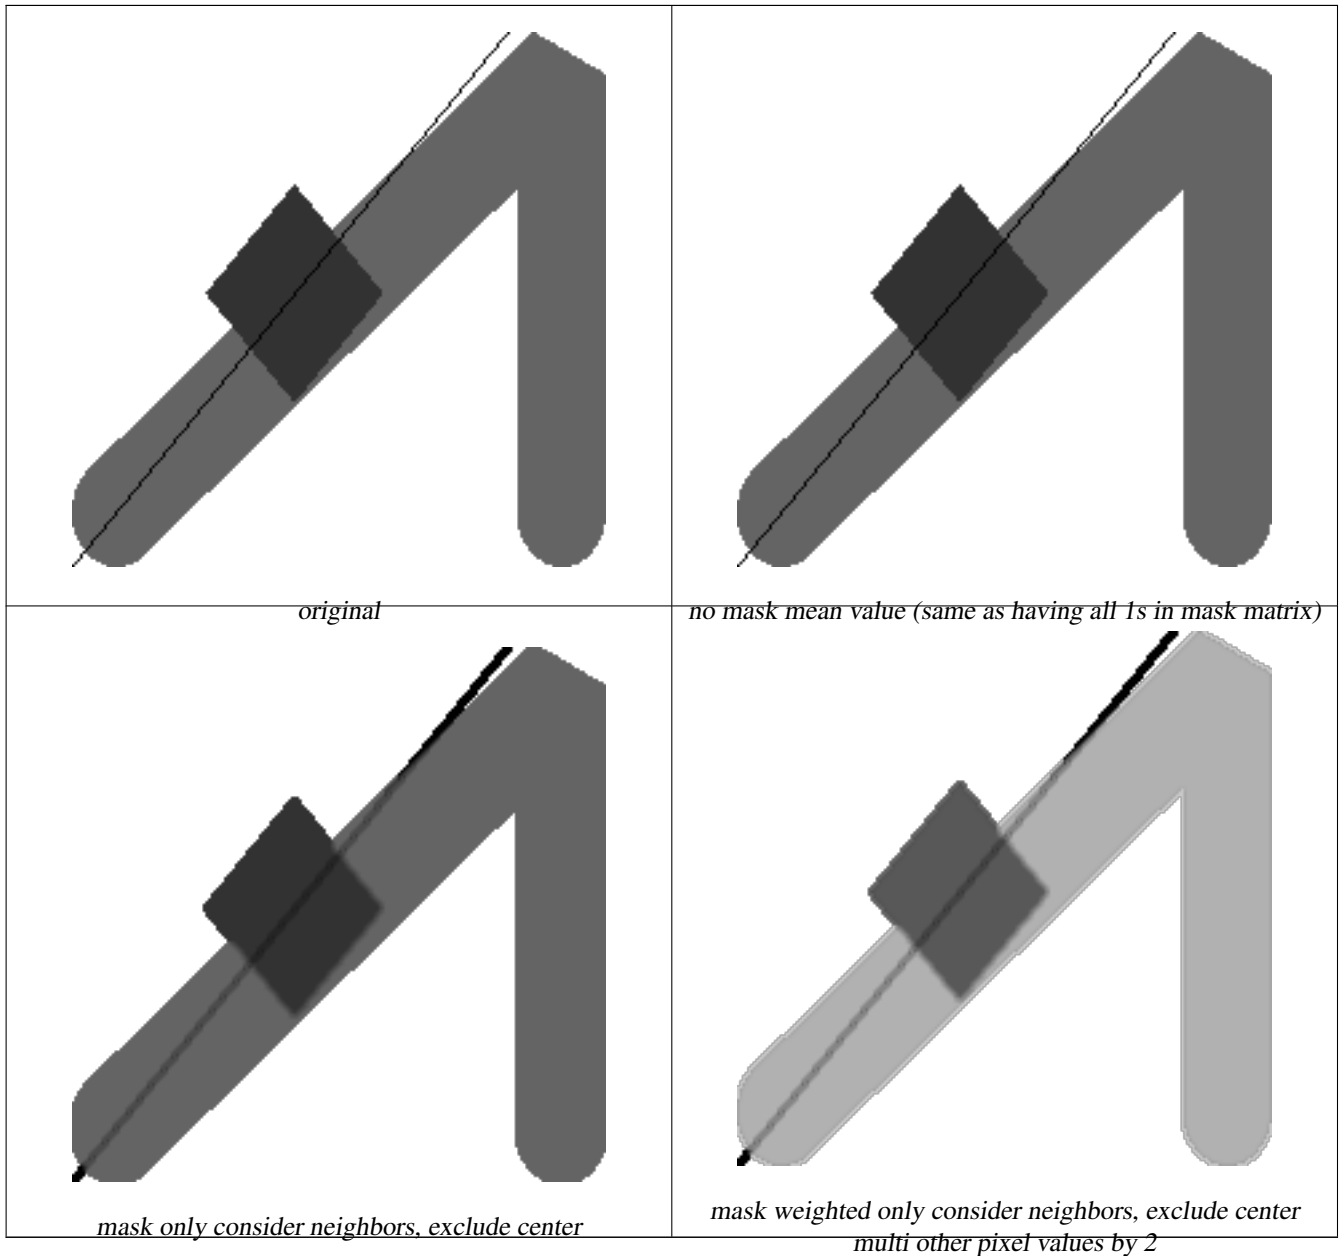 original
no mask mean value (same as having all 1s in mask matrix)
mask only consider neighbors, exclude center
mask weighted only consider neighbors, exclude center
multi other pixel values by 2